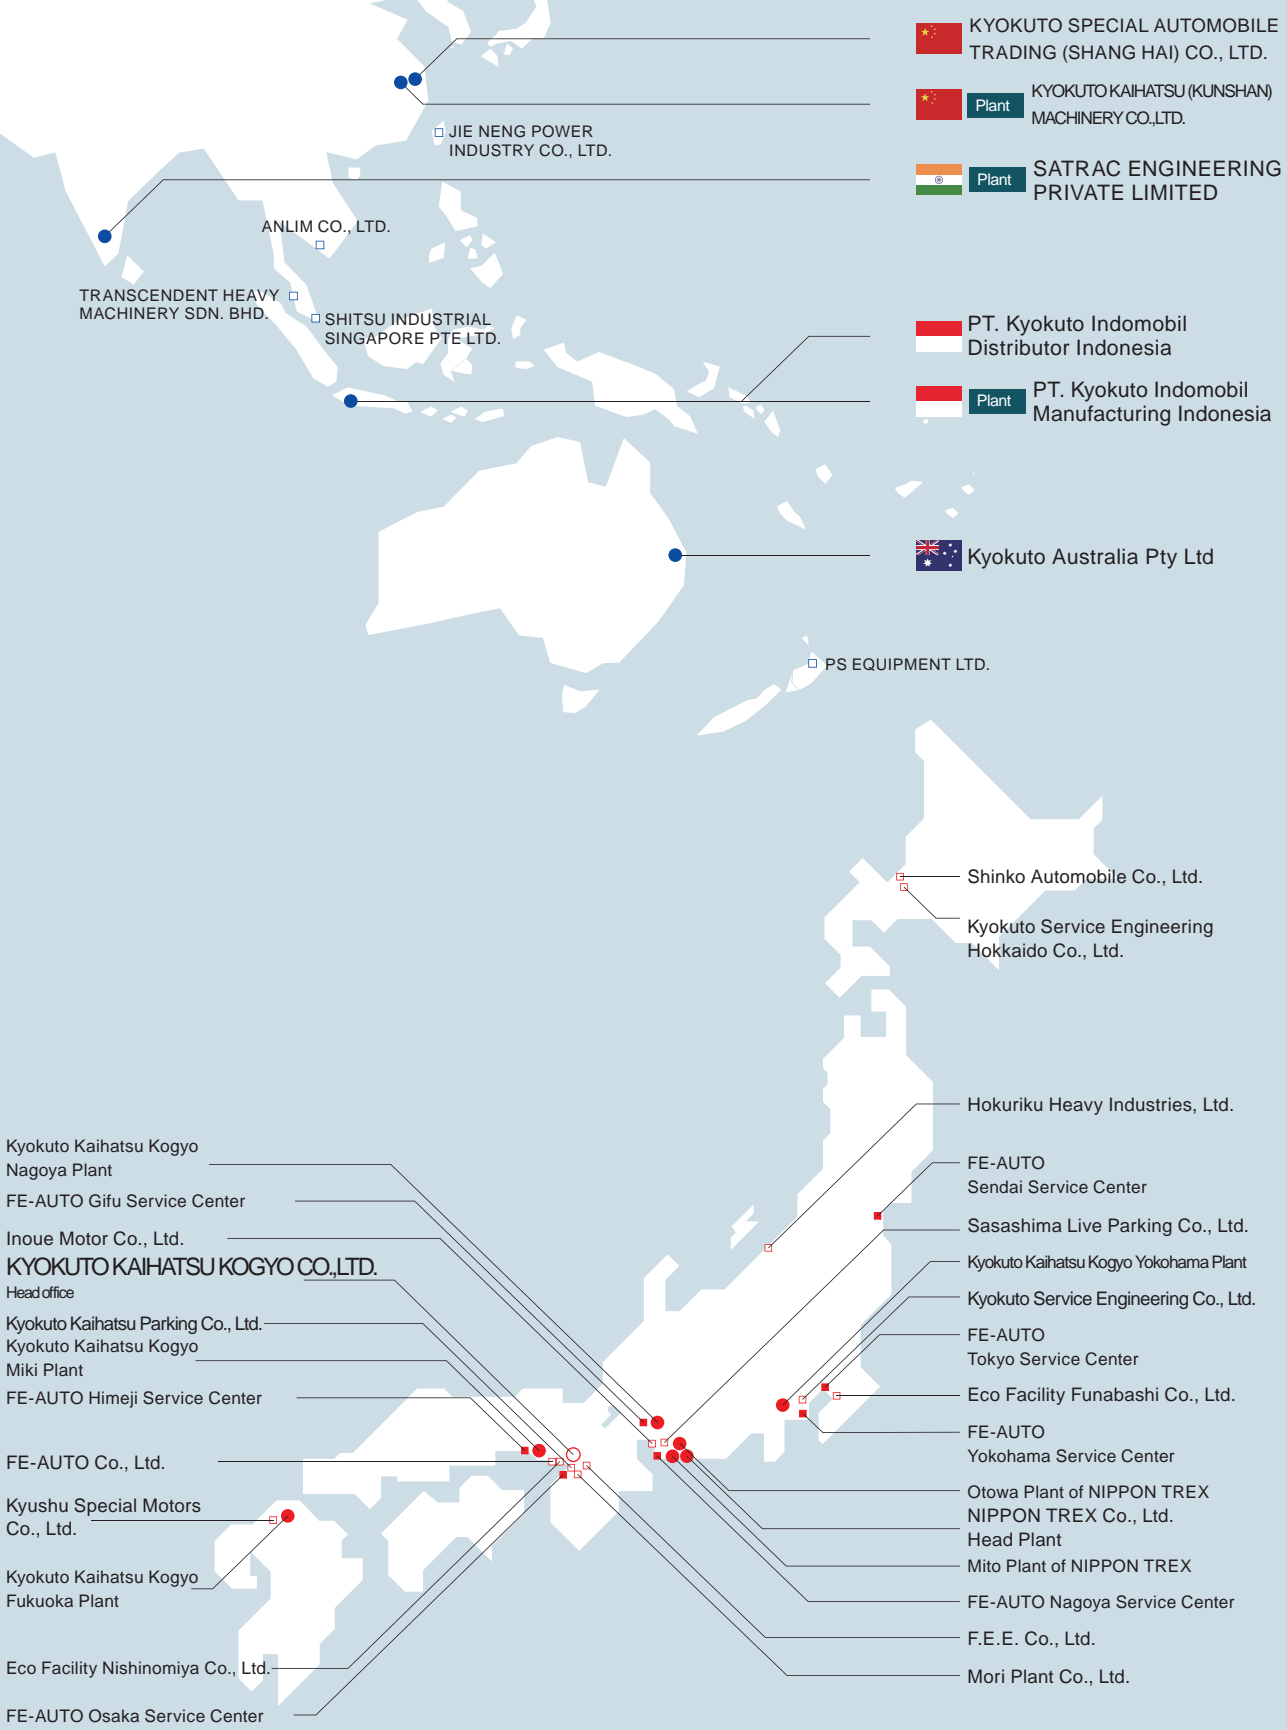 KYOKUTO SPECIAL AUTOMOBILE
TRADING (SHANG HAI) CO., LTD.
Plant
KYOKUTO KAIHATSU (KUNSHAN)
MACHINERY CO.,LTD.
JIE NENG POWER
INDUSTRY CO., LTD.
Plant
SATRAC ENGINEERING
PRIVATE LIMITED
ANLIM CO., LTD.
TRANSCENDENT HEAVY
MACHINERY SDN. BHD.
SHITSU INDUSTRIAL
SINGAPORE PTE LTD.
PT. Kyokuto Indomobil
Distributor Indonesia
Plant
PT. Kyokuto Indomobil
Manufacturing Indonesia
Kyokuto Australia Pty Ltd
PS EQUIPMENT LTD.
Shinko Automobile Co., Ltd.
Kyokuto Service Engineering
Hokkaido Co., Ltd.
Kyokuto Kaihatsu Kogyo
Nagoya Plant
FE-AUTO Gifu Service Center
Inoue Motor Co., Ltd.
KYOKUTO KAIHATSU KOGYO CO.,LTD.
Head office
Kyokuto Kaihatsu Parking Co., Ltd.
Kyokuto Kaihatsu Kogyo
Miki Plant
FE-AUTO Himeji Service Center
FE-AUTO Co., Ltd.
Kyushu Special Motors
Co., Ltd.
Kyokuto Kaihatsu Kogyo
Fukuoka Plant
Eco Facility Nishinomiya Co., Ltd.
FE-AUTO Osaka Service Center
Hokuriku Heavy Industries, Ltd.
FE-AUTO
Sendai Service Center
Sasashima Live Parking Co., Ltd.
Kyokuto Kaihatsu Kogyo Yokohama Plant
Kyokuto Service Engineering Co., Ltd.
FE-AUTO
Tokyo Service Center
Eco Facility Funabashi Co., Ltd.
FE-AUTO
Yokohama Service Center
Otowa Plant of NIPPON TREX
NIPPON TREX Co., Ltd.
Head Plant
Mito Plant of NIPPON TREX
FE-AUTO Nagoya Service Center
F.E.E. Co., Ltd.
Mori Plant Co., Ltd.